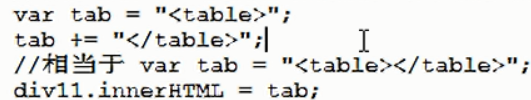 var tab = "<table>";
tab += "</table>";
//相当于 var tab = "<table></table>";
div11.innerHTML = tab;